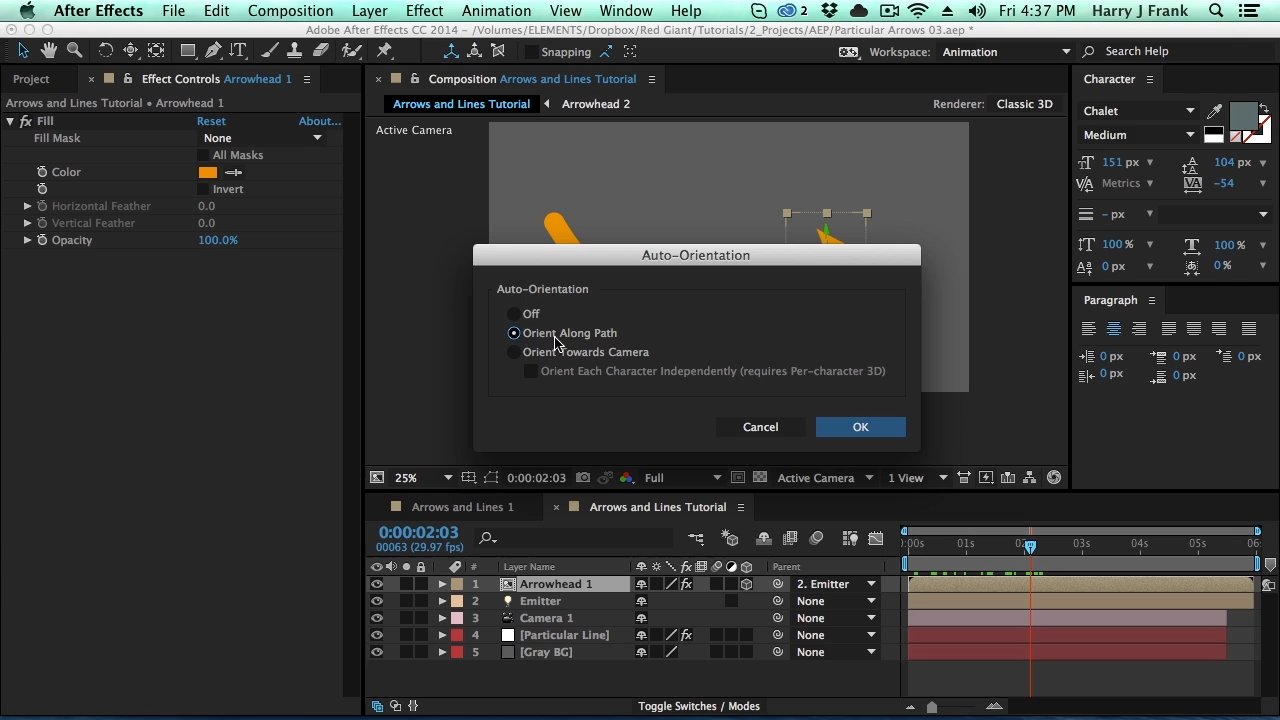 After Effects File Edit Composition Layer Effect Animation View Window Help 2 Fri 4:37 PM Harry J Frank
Adobe After Effects CC 2014 - /Volumes/ELEMENTS/Dropbox/Red Giant/Tutorials/2_Projects/AEP/Particular Arrows 03.aep *
T Snapping Workspace: Animation Search Help
Project × Effect Controls Arrowhead 1
× Composition Arrows and Lines Tutorial
Character
Arrows and Lines Tutorial • Arrowhead 1
Arrows and Lines Tutorial Arrowhead 2 Renderer: Classic 3D
fx Fill Reset About...
Fill Mask None
All Masks
Color
Invert
Horizontal Feather 0.0
Vertical Feather 0.0
Opacity 100.0%
Active Camera
Auto-Orientation
Auto-Orientation
Off
Orient Along Path
Orient Towards Camera
Orient Each Character Independently (requires Per-character 3D)
Cancel OK
Chalet
Medium
151 px 104 px
Metrics -54
- px
100 % 100 %
0 px 0 %
Paragraph
0 px 0 px 0 px
0 px 0 px
25% 0:00:02:03 Full Active Camera 1 View
Arrows and Lines 1 × Arrows and Lines Tutorial
0:00:02:03
00063 (29.97 fps)
:00s 01s 02s 03s 04s 05s 06s
# Layer Name fx Parent
1 Arrowhead 1 fx 2. Emitter
2 Emitter None
3 Camera 1 None
4 [Particular Line] fx None
5 [Gray BG] None
Toggle Switches / Modes